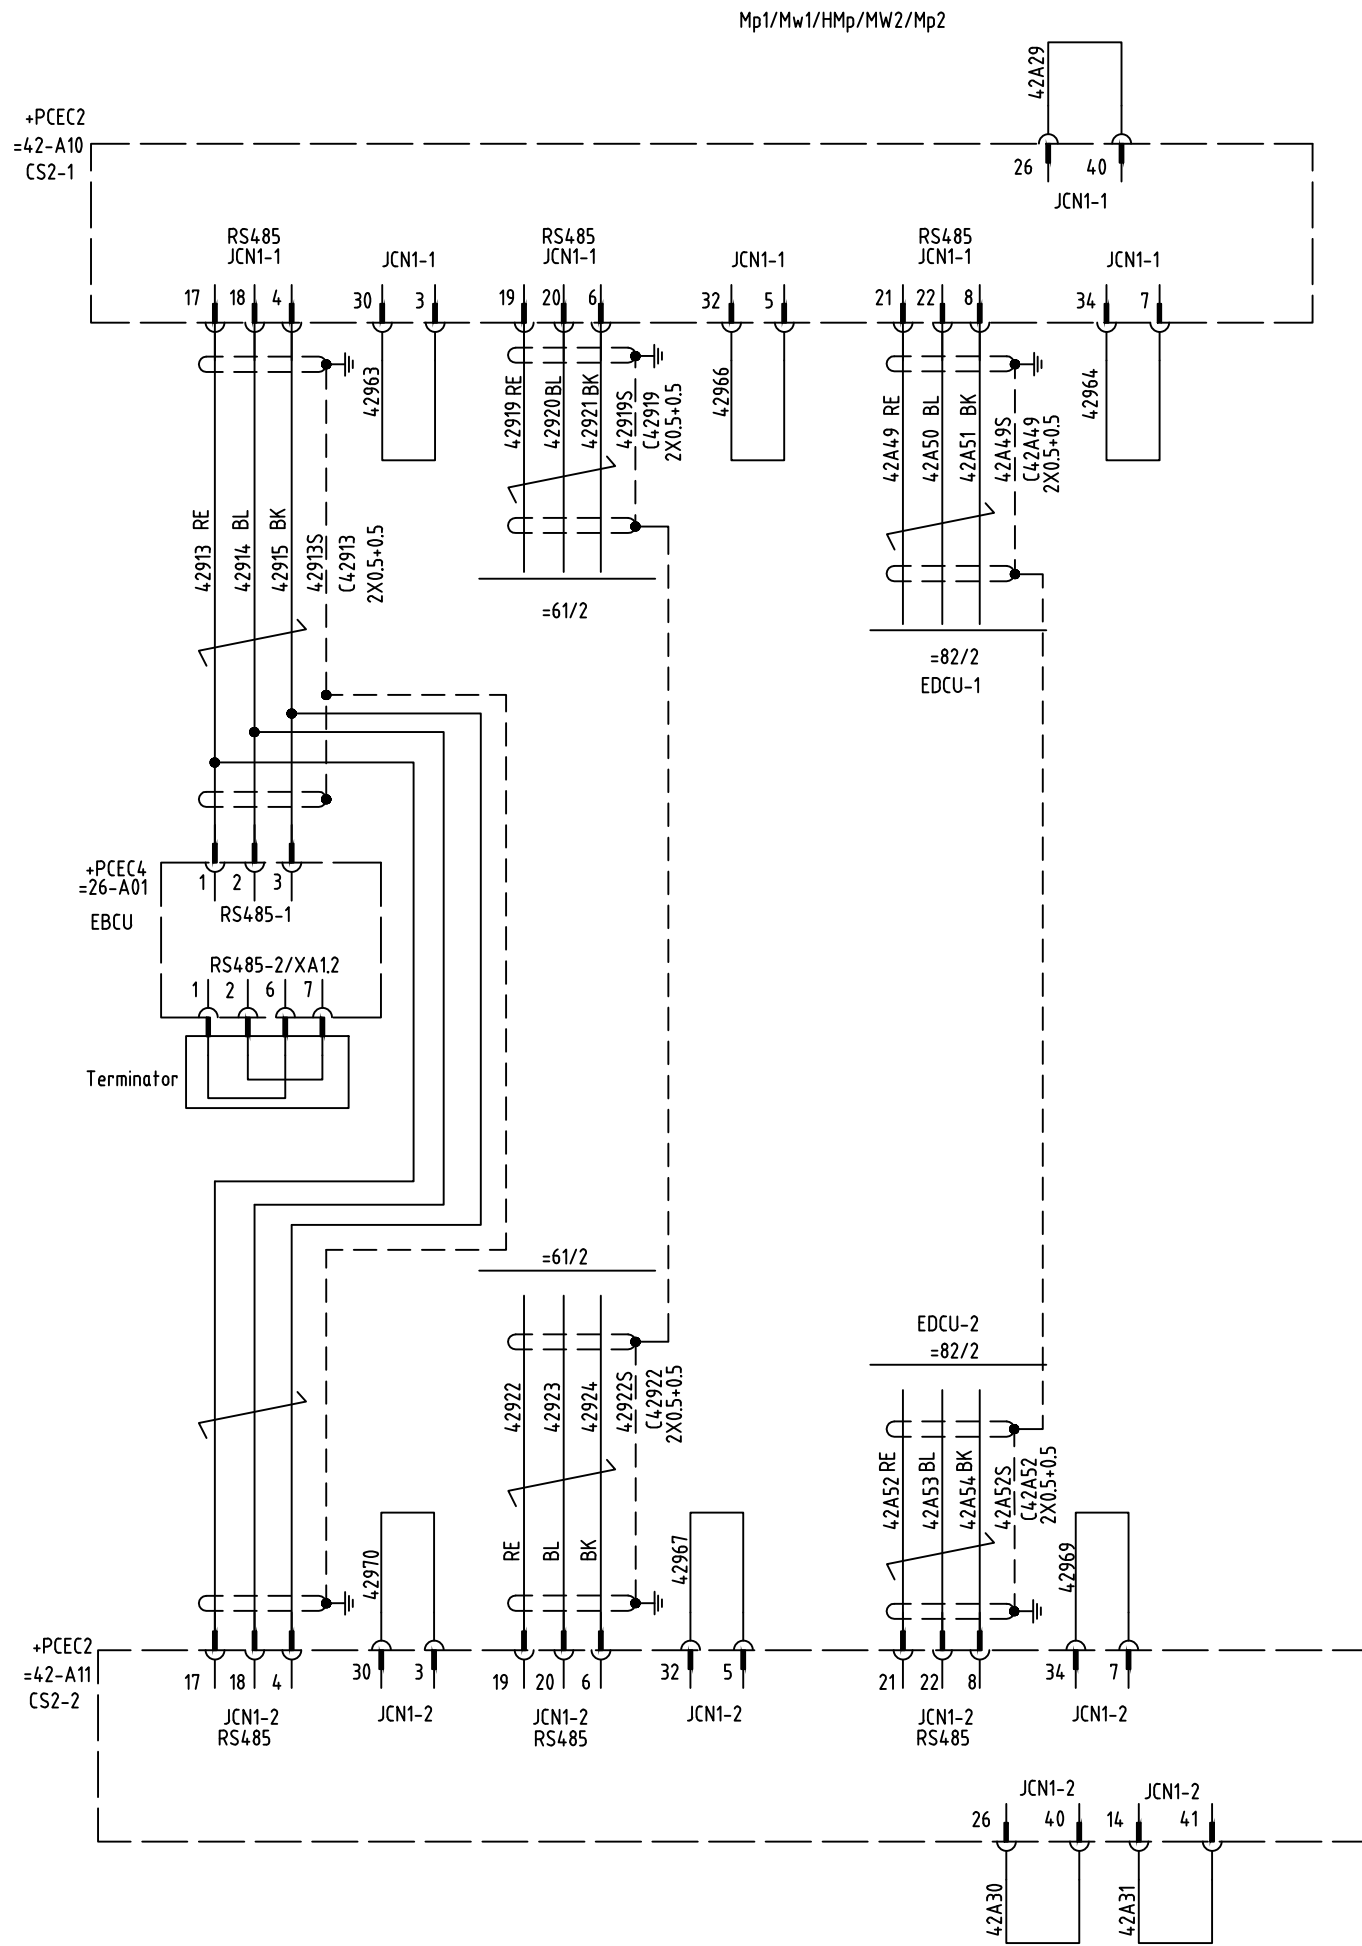 Mp1/Mw1/HMp/MW2/Mp2
42A29
+PCEC2
=42-A10
CS2-1
26
40
JCN1-1
RS485
JCN1-1
JCN1-1
RS485
JCN1-1
JCN1-1
RS485
JCN1-1
JCN1-1
17
18
4
30
3
19
20
6
32
5
21
22
8
34
7
42913 RE
42914 BL
42915 BK
42913S
C42913
2X0.5+0.5
42963
42919 RE
42920 BL
42921 BK
42919S
C42919
2X0.5+0.5
42966
42A49 RE
42A50 BL
42A51 BK
42A49S
C42A49
2X0.5+0.5
42964
=61/2
=82/2
EDCU-1
+PCEC4
=26-A01
EBCU
1
2
3
RS485-1
RS485-2/XA1.2
1
2
6
7
Terminator
=61/2
EDCU-2
=82/2
42970
42922 RE
42923 BL
42924 BK
42922S
C42922
2X0.5+0.5
42967
42A52 RE
42A53 BL
42A54 BK
42A52S
C42A52
2X0.5+0.5
42969
+PCEC2
=42-A11
CS2-2
17
18
4
30
3
19
20
6
32
5
21
22
8
34
7
JCN1-2
RS485
JCN1-2
JCN1-2
RS485
JCN1-2
JCN1-2
RS485
JCN1-2
JCN1-2
JCN1-2
26
40
14
41
42A30
42A31